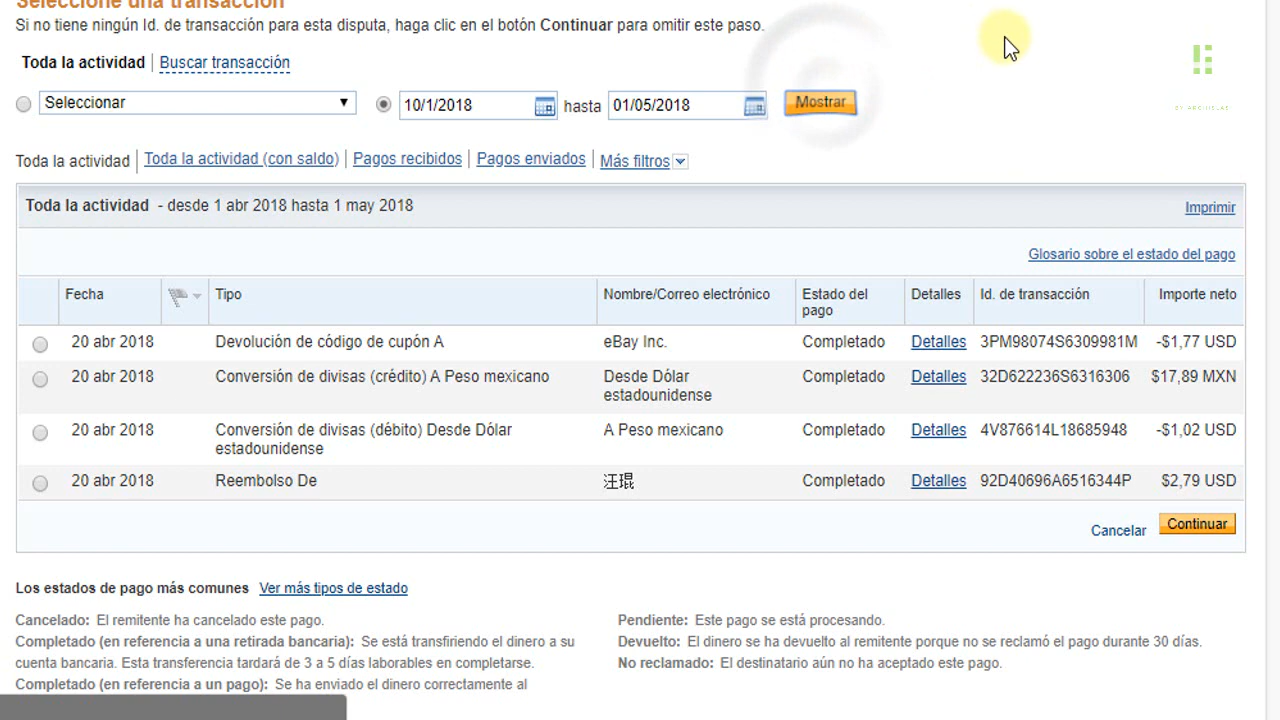 Seleccione una transacción
Si no tiene ningún Id. de transacción para esta disputa, haga clic en el botón Continuar para omitir este paso.
Toda la actividad | Buscar transacción
Seleccionar 10/1/2018 hasta 01/05/2018 Mostrar
Toda la actividad | Toda la actividad (con saldo) | Pagos recibidos | Pagos enviados | Más filtros
Toda la actividad - desde 1 abr 2018 hasta 1 may 2018 Imprimir
Glosario sobre el estado del pago
Fecha Tipo Nombre/Correo electrónico Estado del pago Detalles Id. de transacción Importe neto
20 abr 2018 Devolución de código de cupón A eBay Inc. Completado Detalles 3PM98074S6309981M -$1,77 USD
20 abr 2018 Conversión de divisas (crédito) A Peso mexicano Desde Dólar estadounidense Completado Detalles 32D622236S6316306 $17,89 MXN
20 abr 2018 Conversión de divisas (débito) Desde Dólar estadounidense A Peso mexicano Completado Detalles 4V876614L18685948 -$1,02 USD
20 abr 2018 Reembolso De 汪琨 Completado Detalles 92D40696A6516344P $2,79 USD
Cancelar Continuar
Los estados de pago más comunes Ver más tipos de estado
Cancelado: El remitente ha cancelado este pago.
Completado (en referencia a una retirada bancaria): Se está transfiriendo el dinero a su
cuenta bancaria. Esta transferencia tardará de 3 a 5 días laborables en completarse.
Completado (en referencia a un pago): Se ha enviado el dinero correctamente al
Pendiente: Este pago se está procesando.
Devuelto: El dinero se ha devuelto al remitente porque no se reclamó el pago durante 30 días.
No reclamado: El destinatario aún no ha aceptado este pago.